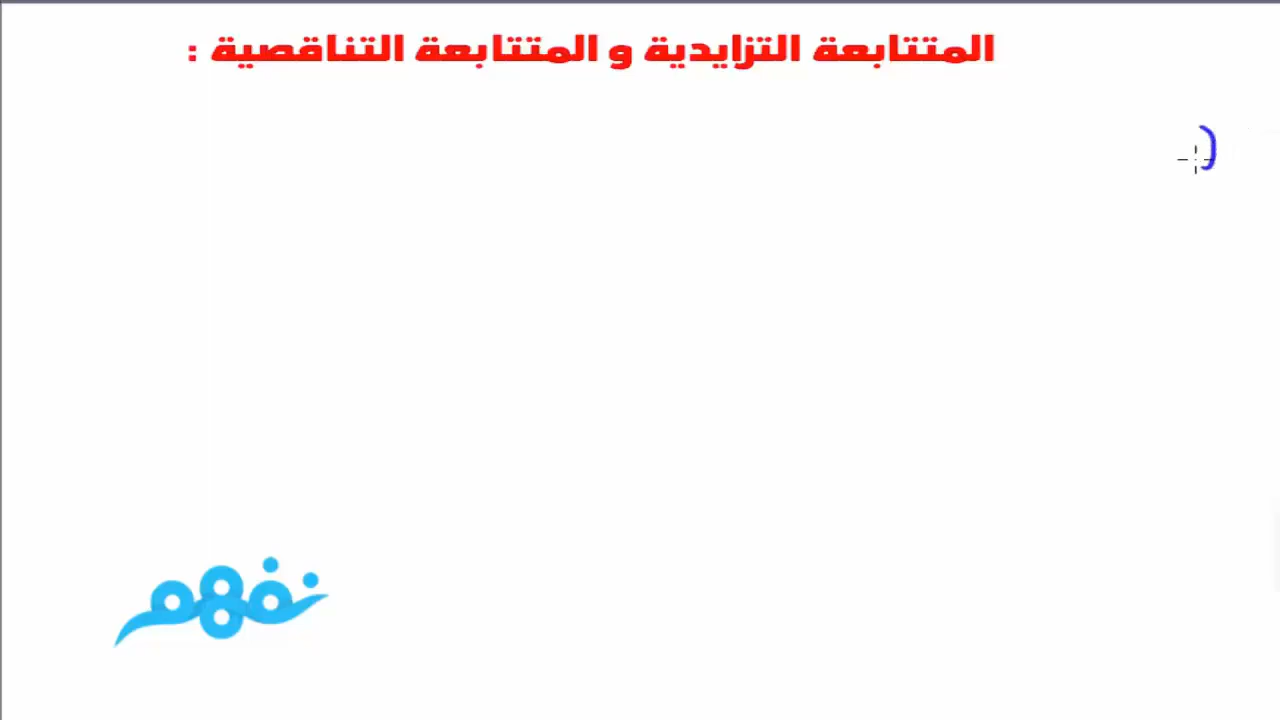 المتتابعة التزايدية و المتتابعة التناقصية :
نفهم